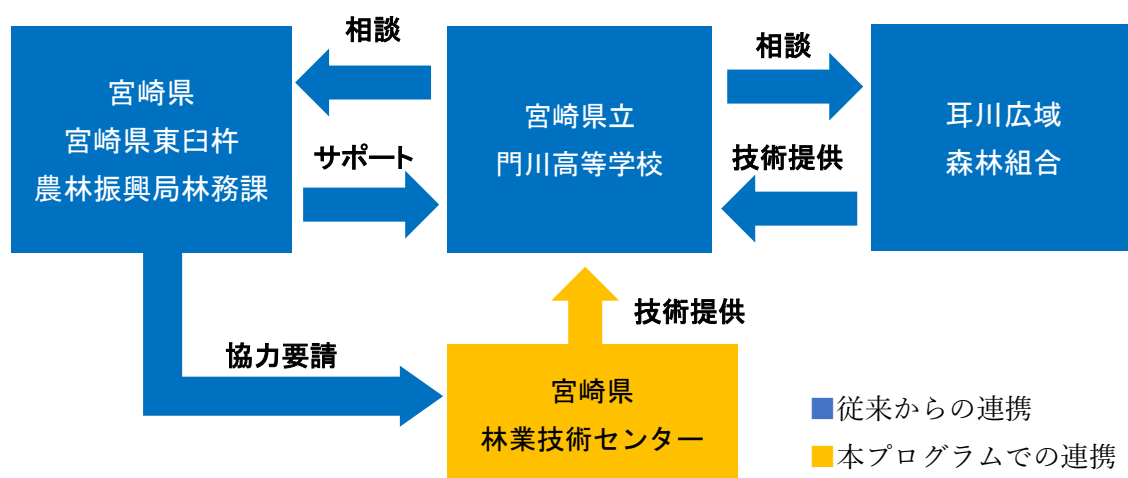 相談
宮崎県
宮崎県東臼杵
農林振興局林務課
サポート
宮崎県立
門川高等学校
相談
技術提供
耳川広域
森林組合
協力要請
技術提供
宮崎県
林業技術センター
■従来からの連携
■本プログラムでの連携